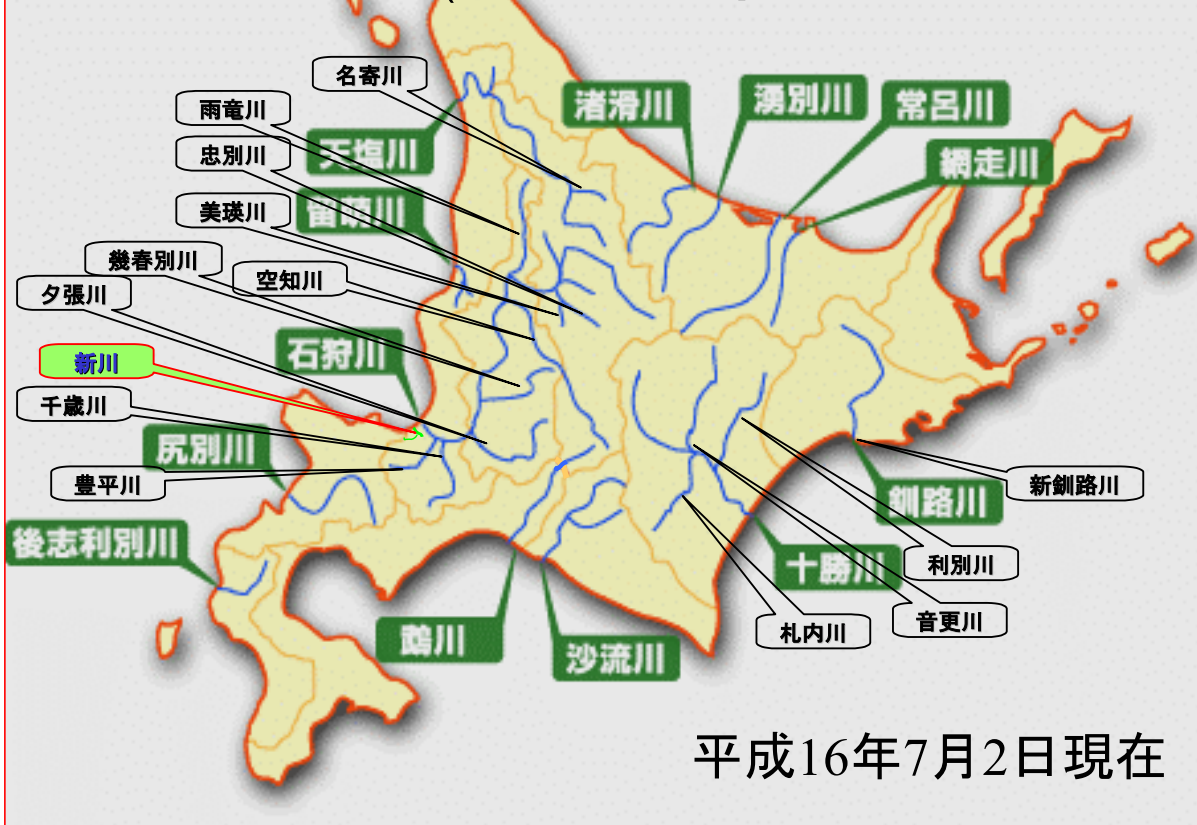 名寄川
渚滑川
湧別川
常呂川
雨竜川
天塩川
忠別川
網走川
留萌川
美瑛川
幾春別川
空知川
夕張川
石狩川
新川
千歳川
尻別川
豊平川
新釧路川
釧路川
後志利別川
十勝川
利別川
音更川
札内川
鵡川
沙流川
平成16年7月2日現在